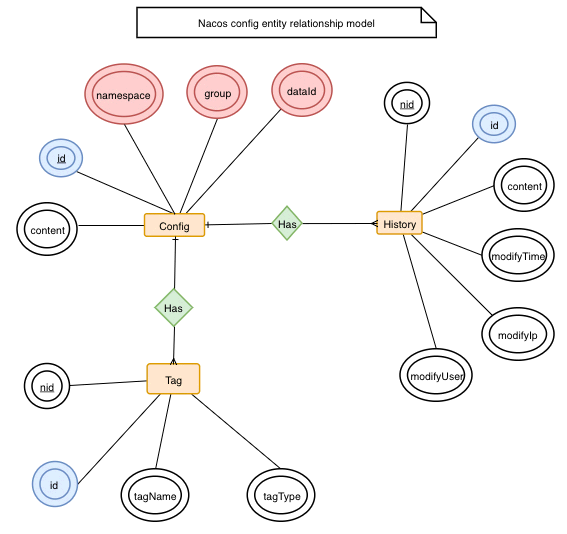 Nacos config entity relationship model
namespace
group
dataId
nid
id
id
content
content
Config
Has
History
modifyTime
Has
modifyIp
modifyUser
Tag
nid
id
tagName
tagType